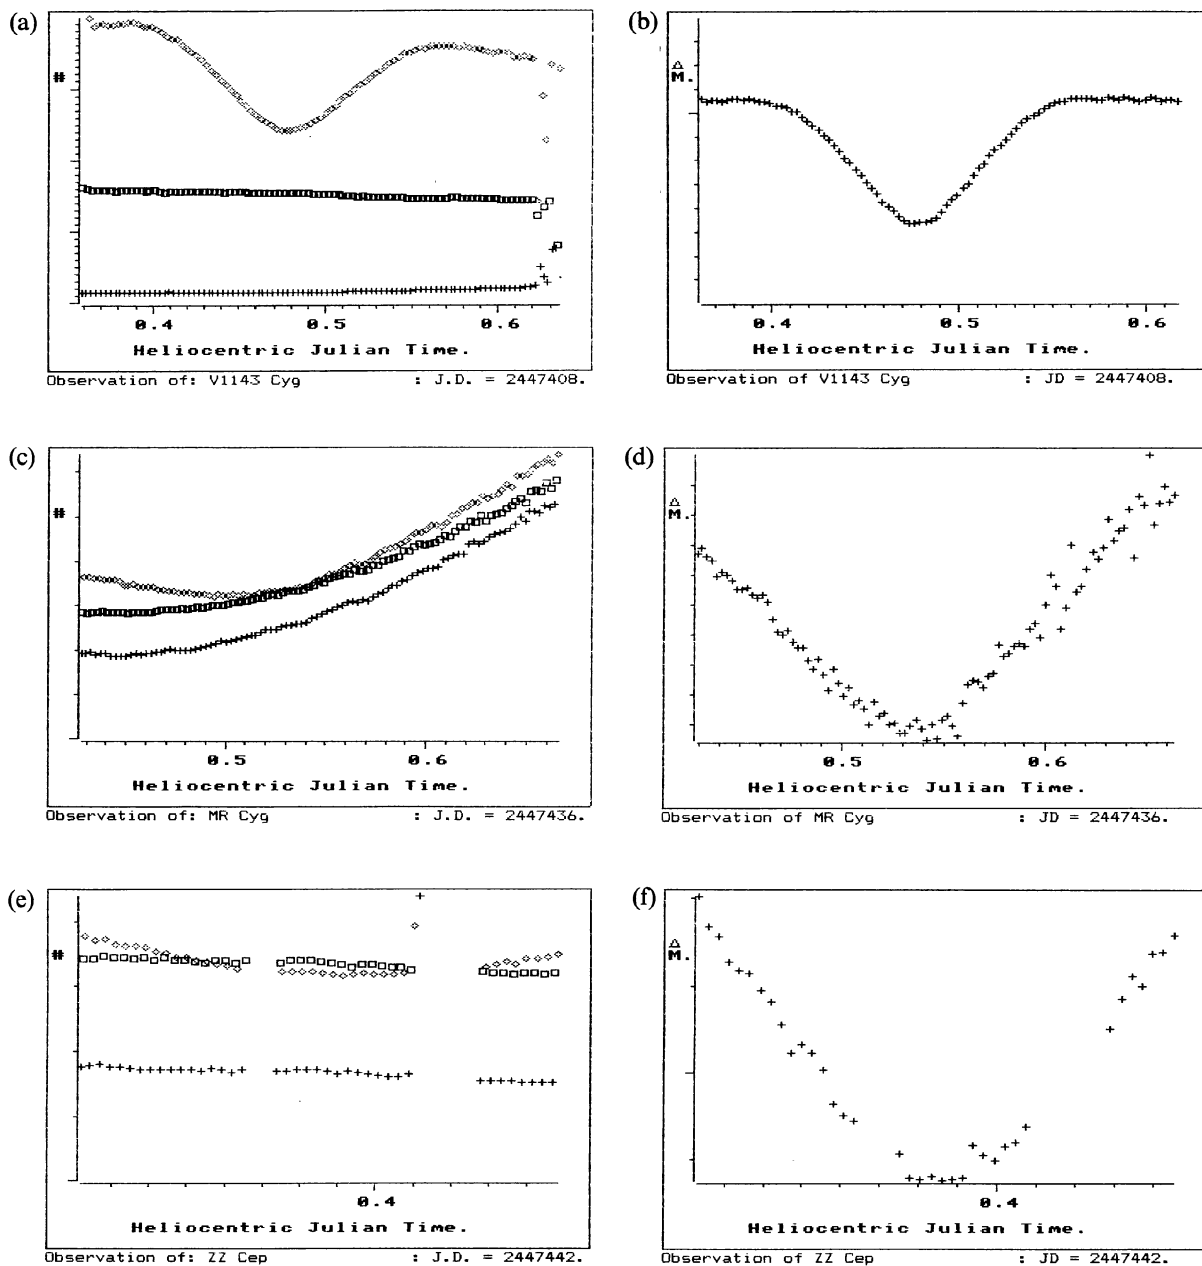 (a)
#
0.4 0.5 0.6
Heliocentric Julian Time.
Observation of: V1143 Cyg : J.D. = 2447408.
(b)
Δ
M.
0.4 0.5 0.6
Heliocentric Julian Time.
Observation of V1143 Cyg : JD = 2447408.
(c)
#
0.5 0.6
Heliocentric Julian Time.
Observation of: MR Cyg : J.D. = 2447436.
(d)
Δ
M.
0.5 0.6
Heliocentric Julian Time.
Observation of MR Cyg : JD = 2447436.
(e)
#
0.4
Heliocentric Julian Time.
Observation of: ZZ Cep : J.D. = 2447442.
(f)
Δ
M.
0.4
Heliocentric Julian Time.
Observation of ZZ Cep : JD = 2447442.